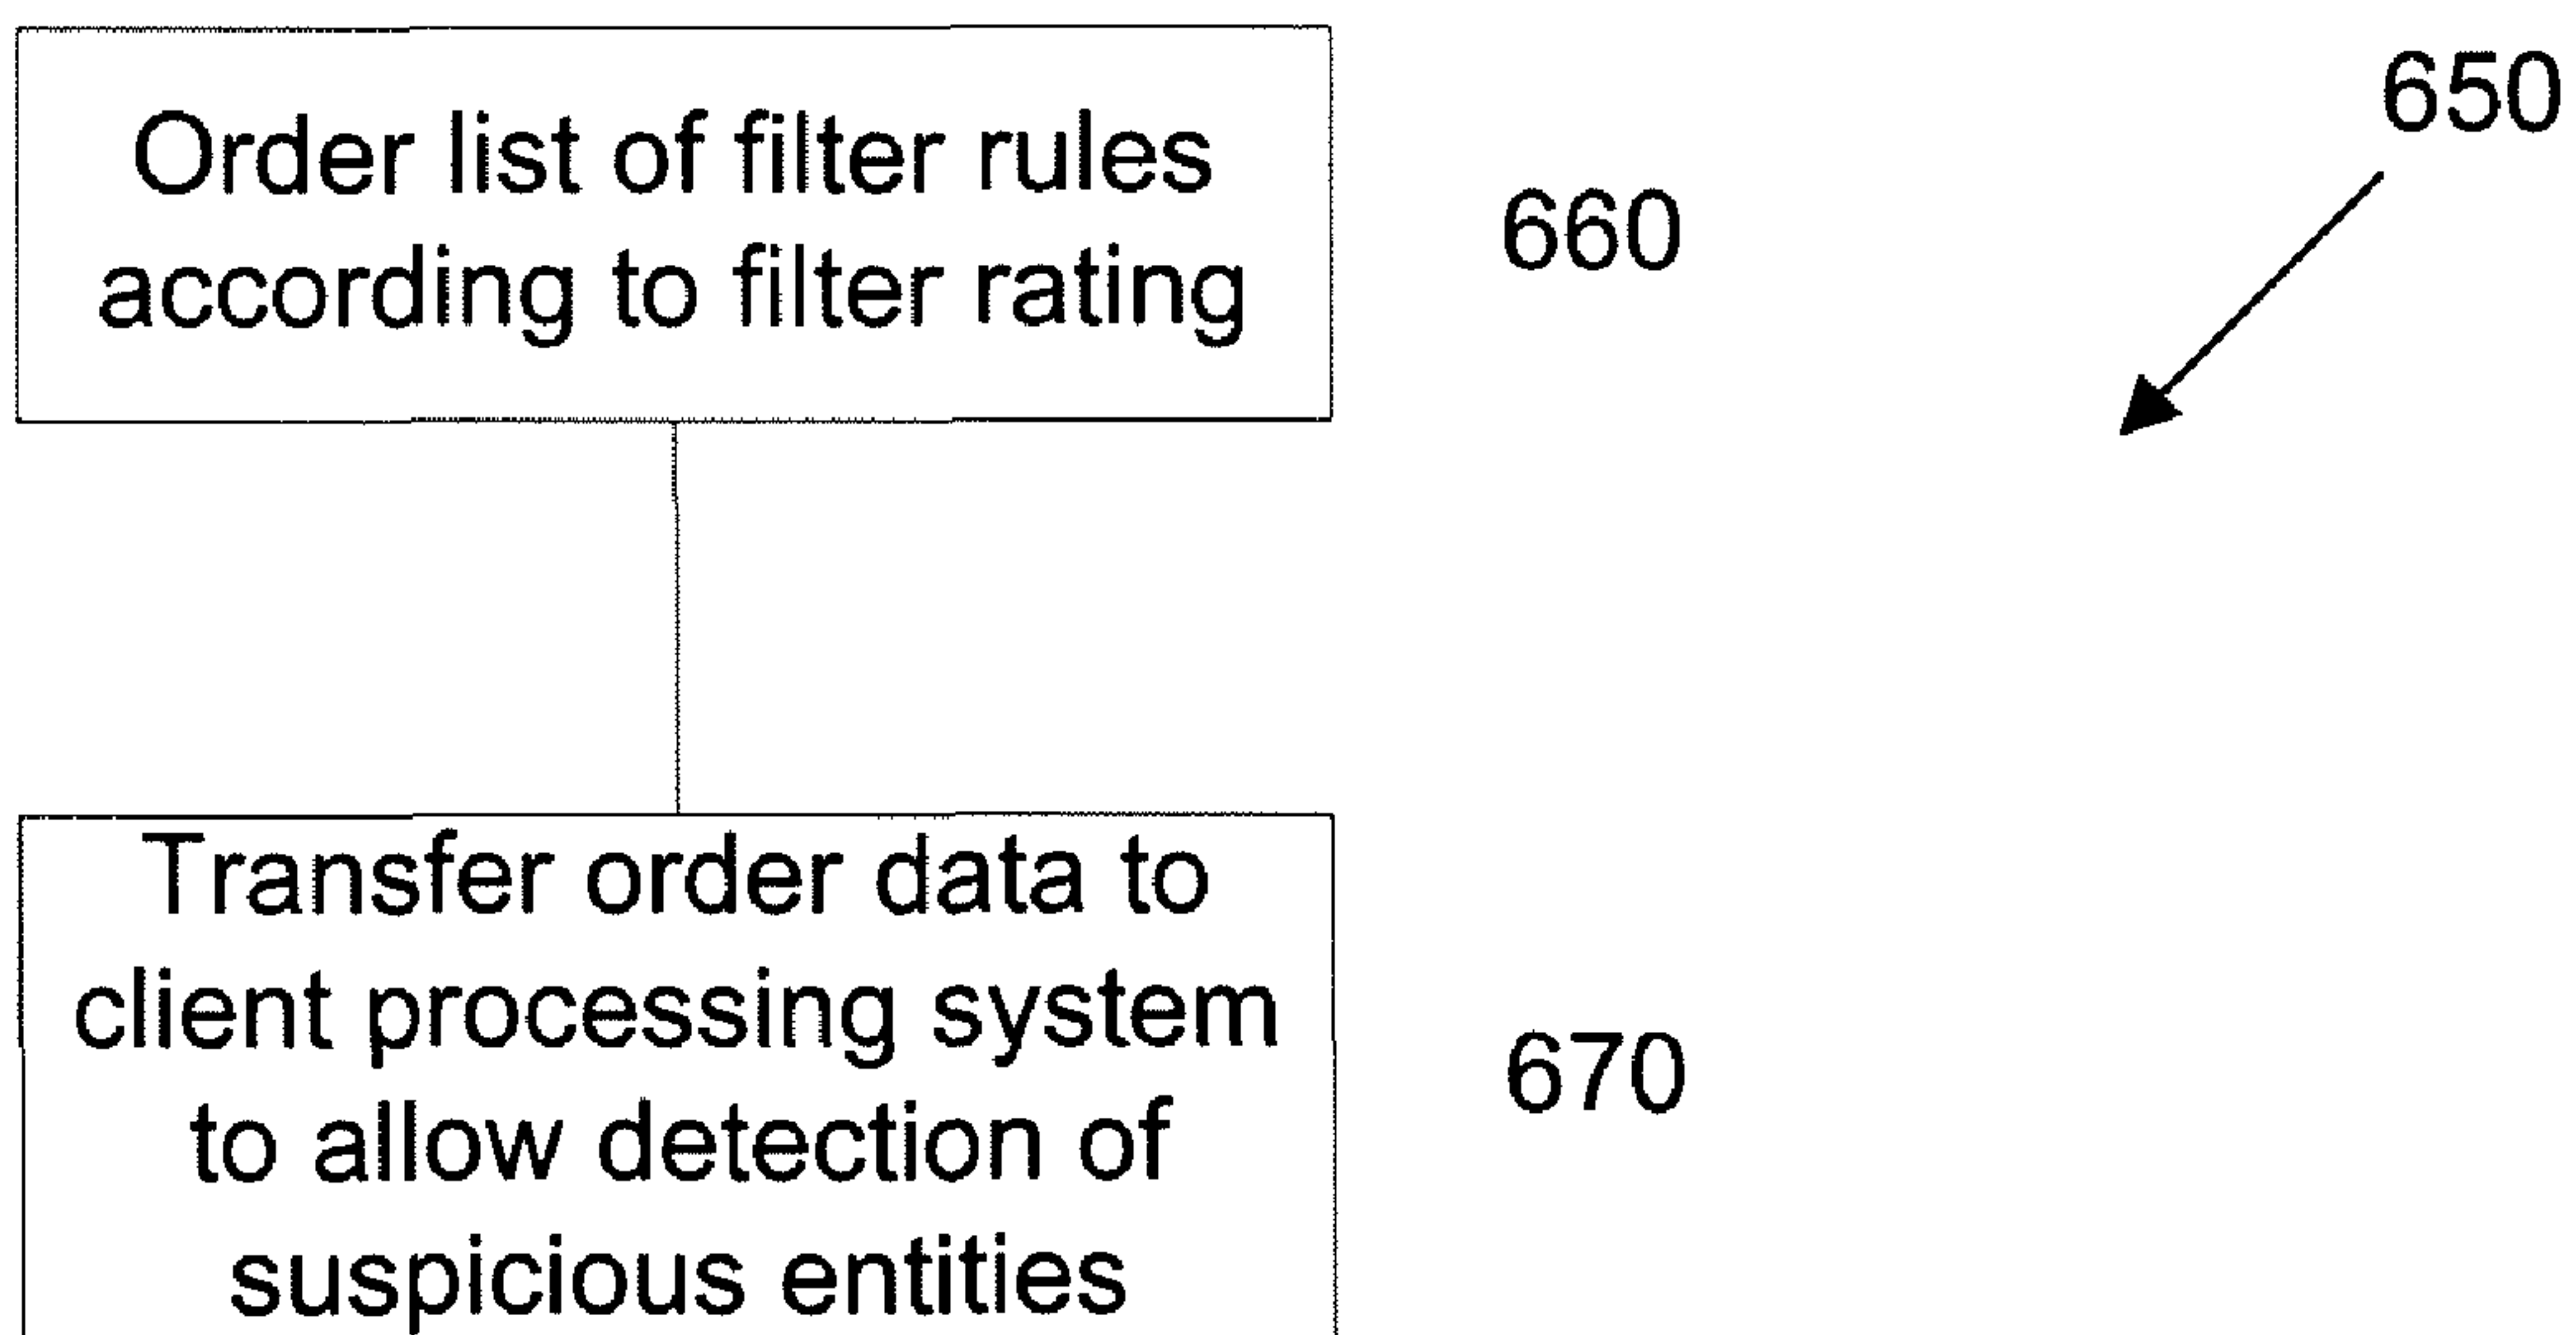 650
Order list of filter rules
according to filter rating
660
Transfer order data to
client processing system
to allow detection of
suspicious entities
670